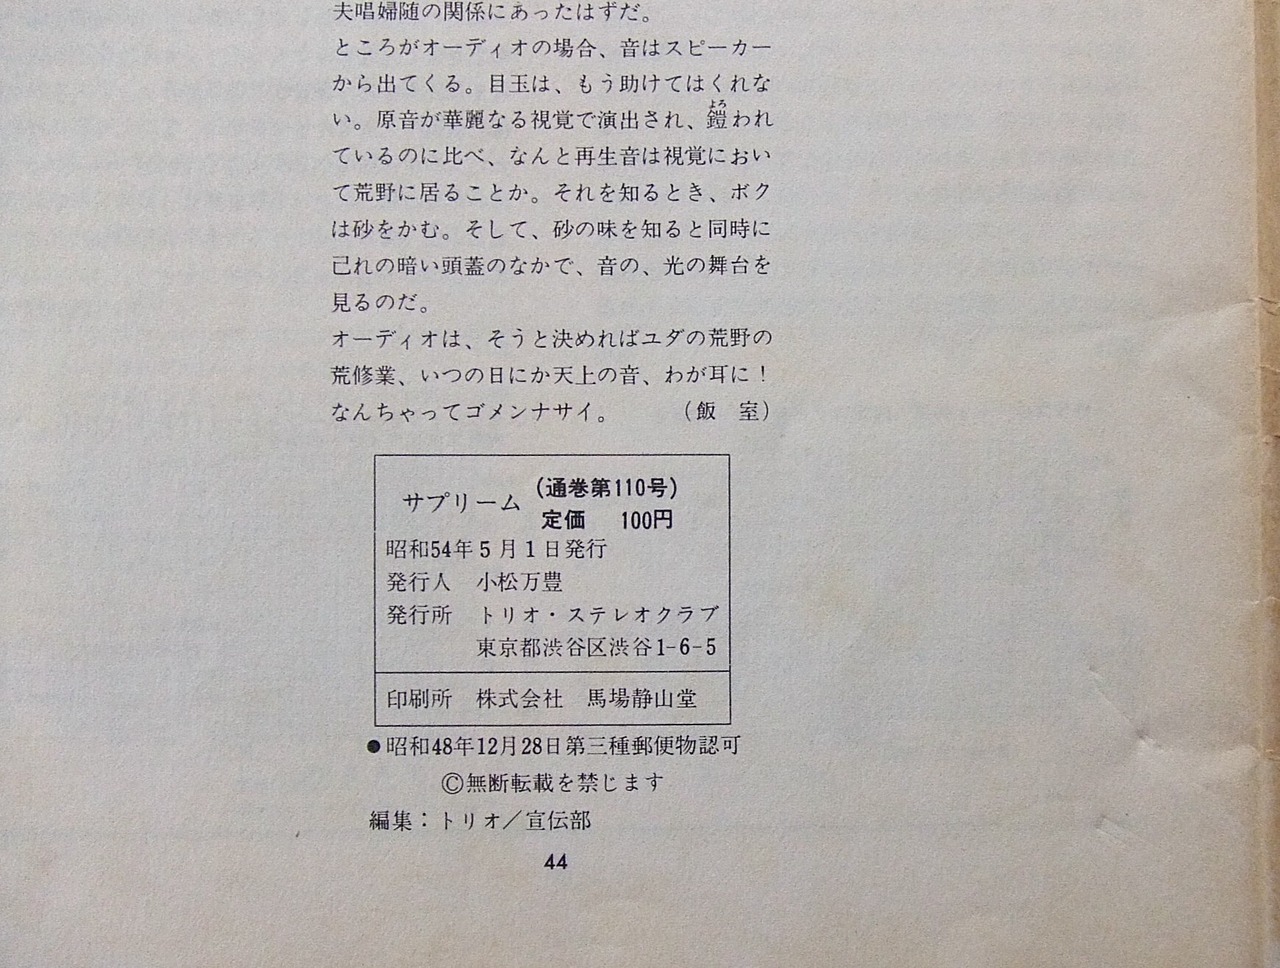 夫唱婦随の関係にあったはずだ。
ところがオーディオの場合、音はスピーカー
から出てくる。目玉は、もう助けてはくれな
い。原音が華麗なる視覚で演出され、鎧われ
よろ
ているのに比べ、なんと再生音は視覚におい
て荒野に居ることか。それを知るとき、ボク
は砂をかむ。そして、砂の味を知ると同時に
己れの暗い頭蓋のなかで、音の、光の舞台を
見るのだ。
オーディオは、そうと決めればユダの荒野の
荒修業、いつの日にか天上の音、わが耳に！
なんちゃってゴメンナサイ。　　（飯　室）
サプリーム
（通巻第110号）
定価　100円
昭和54年5月1日発行
発行人　小松万豊
発行所　トリオ・ステレオクラブ
東京都渋谷区渋谷1-6-5
印刷所　株式会社　馬場静山堂
●昭和48年12月28日第三種郵便物認可
Ⓒ無断転載を禁じます
編集：トリオ／宣伝部
44